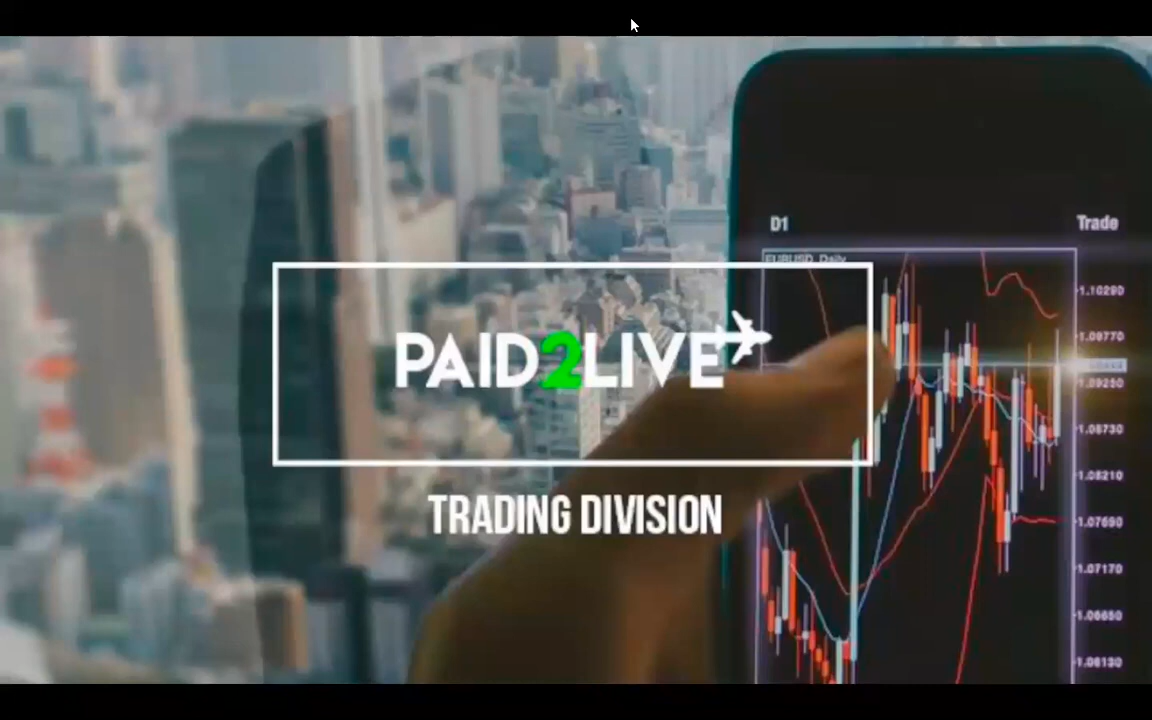 D1 Trade
EURUSD, Daily
1.10290
1.09770
1.09250
1.08730
1.08210
1.07690
1.07170
1.06650
1.06130
PAID2LIVE
TRADING DIVISION